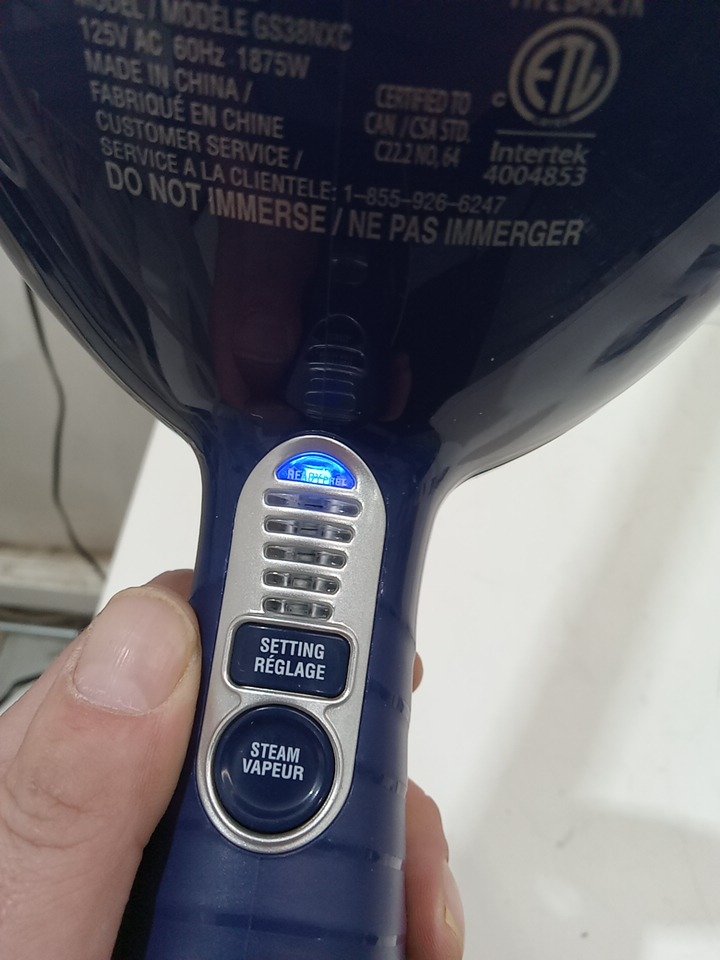 MODEL / MODÈLE GS38NXC
125V AC 60Hz 1875W
MADE IN CHINA /
FABRIQUÉ EN CHINE
CUSTOMER SERVICE /
SERVICE A LA CLIENTELE: 1-855-926-6247
DO NOT IMMERSE / NE PAS IMMERGER
CERTIFIED TO
CAN / CSA STD.
C22.2 NO. 64
C ETL
Intertek
4004853
SETTING
RÉGLAGE
STEAM
VAPEUR